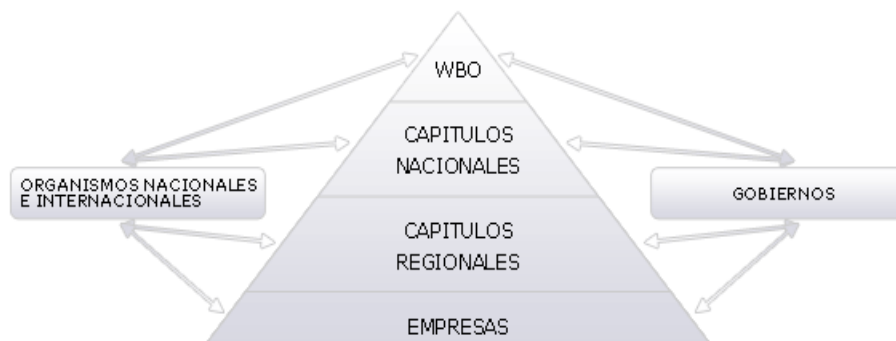 WBO
CAPITULOS
NACIONALES
ORGANISMOS NACIONALES
E INTERNACIONALES
GOBIERNOS
CAPITULOS
REGIONALES
EMPRESAS